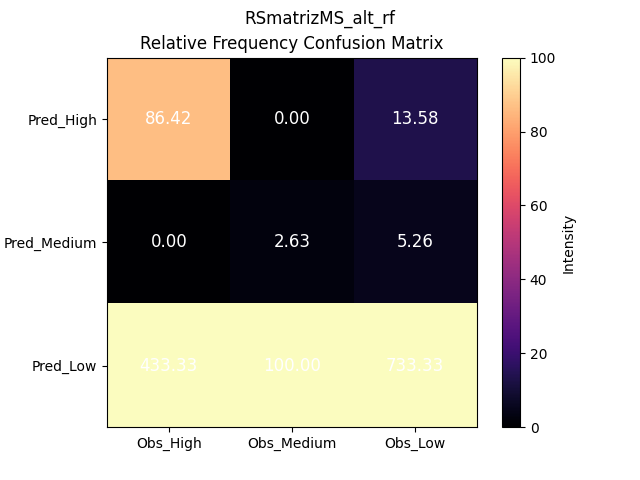 RSmatrizMS_alt_rf
Relative Frequency Confusion Matrix
Pred_High 86.42 0.00 13.58
Pred_Medium 0.00 2.63 5.26
Pred_Low 433.33 100.00 733.33
Obs_High Obs_Medium Obs_Low
100
80
60
40
20
0
Intensity